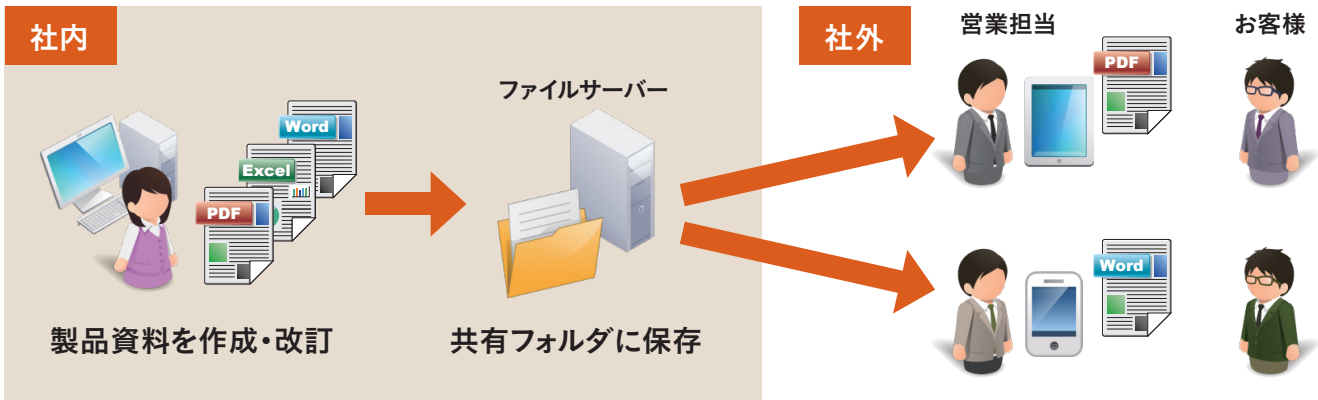 社内
Word
Excel
PDF
製品資料を作成・改訂
ファイルサーバー
共有フォルダに保存
社外
営業担当
お客様
PDF
Word